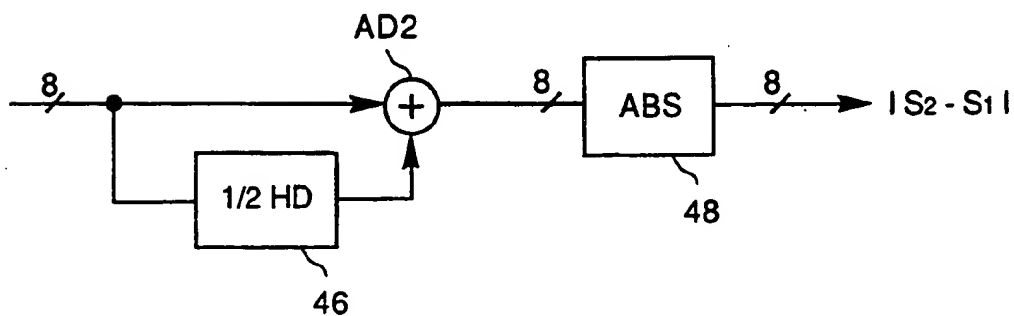 AD2
8
8
8
+
ABS
| S2 - S1 |
1/2 HD
48
46